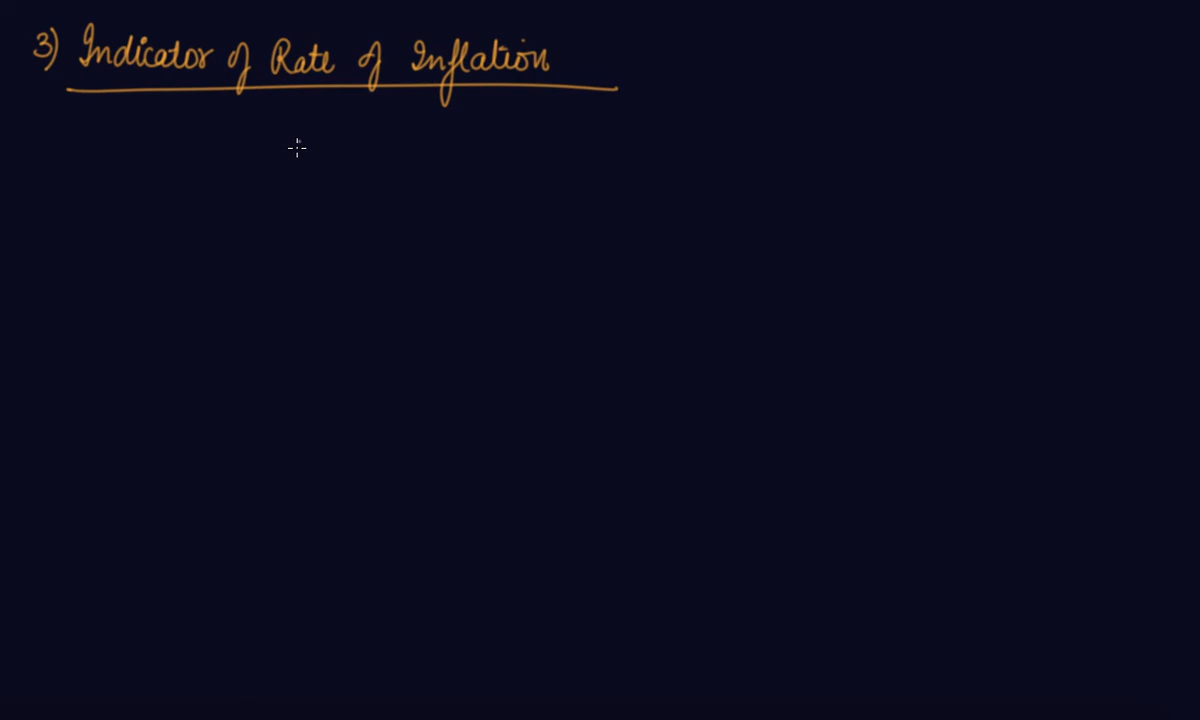 3) Indicator of Rate of Inflation